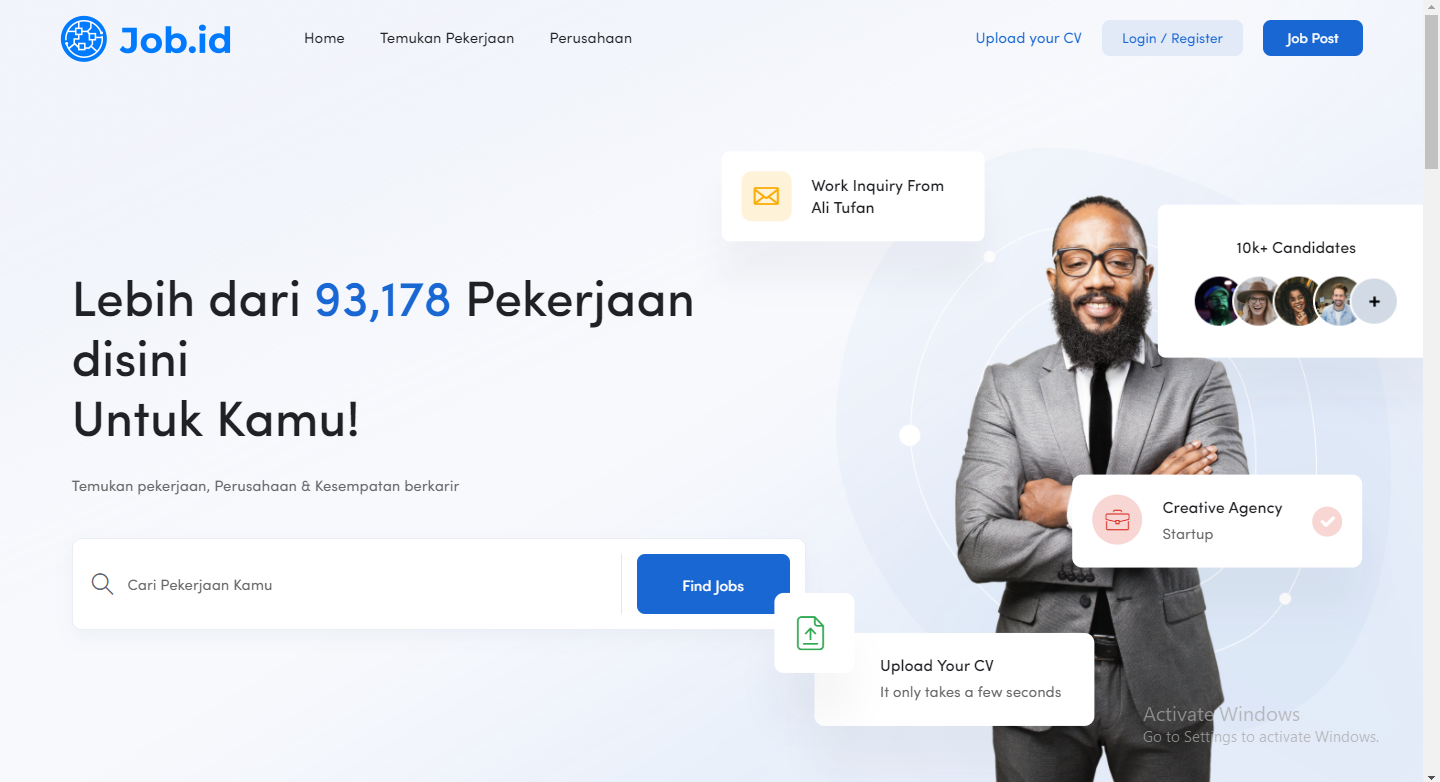 Job.id
Home
Temukan Pekerjaan
Perusahaan
Upload your CV
Login / Register
Job Post
Work Inquiry From
Ali Tufan
10k+ Candidates
+
Lebih dari 93,178 Pekerjaan
disini
Untuk Kamu!
Temukan pekerjaan, Perusahaan & Kesempatan berkarir
Cari Pekerjaan Kamu
Find Jobs
Creative Agency
Startup
Upload Your CV
It only takes a few seconds
Activate Windows
Go to Settings to activate Windows.